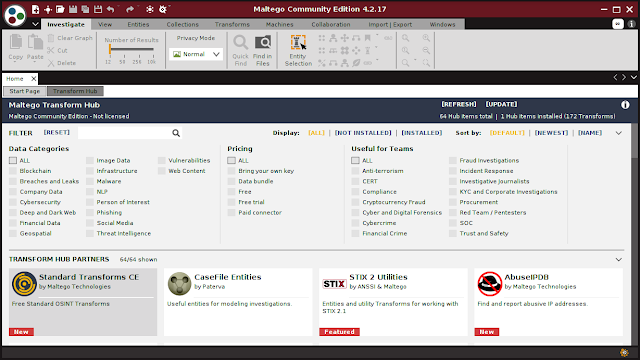 Maltego Community Edition 4.2.17
Investigate View Entities Collections Transforms Machines Collaboration Import | Export Windows
Copy Paste Clear Graph Cut Delete
Number of Results
12 50 256 10k
Privacy Mode
Normal
Quick Find
Find in Files
Entity Selection
Home
Start Page Transform Hub
Maltego Transform Hub [REFRESH] [UPDATE]
Maltego Community Edition - Not licensed 64 Hub items total | 1 Hub items installed (172 Transforms)
FILTER [RESET] Display: [ALL] | [NOT INSTALLED] | [INSTALLED] Sort by: [DEFAULT] | [NEWEST] | [NAME]
Data Categories Pricing Useful for Teams
ALL Image Data Vulnerabilities ALL ALL Fraud Investigations
Blockchain Infrastructure Web Content Bring your own key Anti-terrorism Incident Response
Breaches and Leaks Malware Data bundle CERT Investigative Journalists
Company Data NLP Free Compliance KYC and Corporate Investigations
Cybersecurity Person of Interest Free trial Cryptocurrency Fraud Procurement
Deep and Dark Web Phishing Paid connector Cyber and Digital Forensics Red Team / Pentesters
Financial Data Social Media Cybercrime SOC
Geospatial Threat Intelligence Financial Crime Trust and Safety
TRANSFORM HUB PARTNERS 64/64 shown
Standard Transforms CE
by Maltego Technologies
Free Standard OSINT Transforms
New
CaseFile Entities
by Paterva
Useful entities for modeling investigations.
STIX
STIX 2 Utilities
by ANSSI & Maltego
Entities and utility Transforms for working with
STIX 2.1
Featured
AbuseIPDB
by Maltego Technologies
Find and report abusive IP addresses.
New